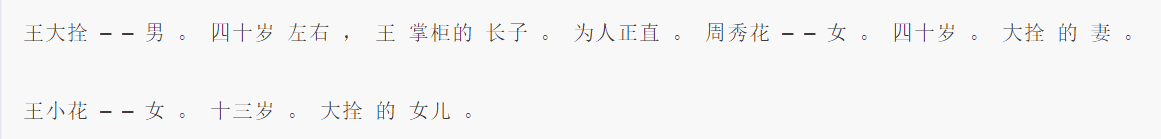 王大拴 – – 男 。 四十岁 左右 ， 王 掌柜的 长子 。 为人正直 。 周秀花 – – 女 。 四十岁 。 大拴 的 妻 。
王小花 – – 女 。 十三岁 。 大拴 的 女儿 。